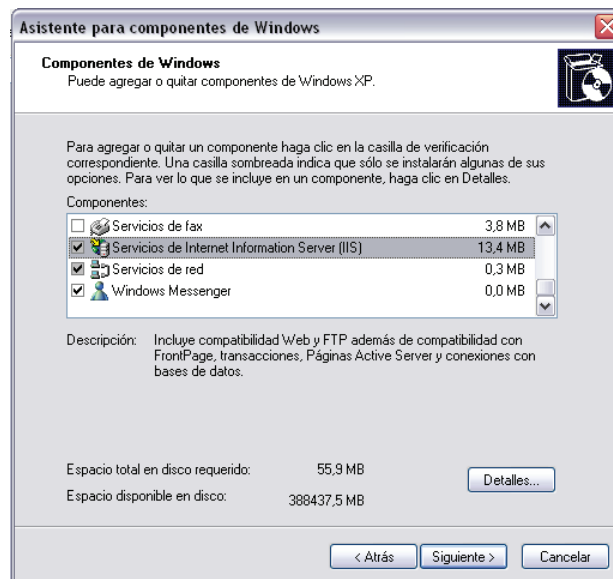 Asistente para componentes de Windows
Componentes de Windows
Puede agregar o quitar componentes de Windows XP.
Para agregar o quitar un componente haga clic en la casilla de verificación
correspondiente. Una casilla sombreada indica que sólo se instalarán algunas de sus
opciones. Para ver lo que se incluye en un componente, haga clic en Detalles.
Componentes:
Servicios de fax 3,8 MB
Servicios de Internet Information Server (IIS) 13,4 MB
Servicios de red 0,3 MB
Windows Messenger 0,0 MB
Descripción: Incluye compatibilidad Web y FTP además de compatibilidad con
FrontPage, transacciones, Páginas Active Server y conexiones con
bases de datos.
Espacio total en disco requerido: 55,9 MB
Detalles...
Espacio disponible en disco: 388437,5 MB
< Atrás Siguiente > Cancelar